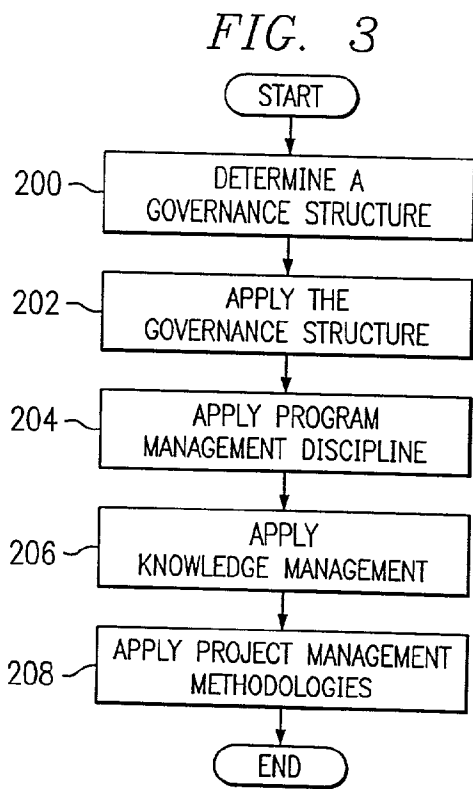 FIG. 3
START
200
DETERMINE A
GOVERNANCE STRUCTURE
202
APPLY THE
GOVERNANCE STRUCTURE
204
APPLY PROGRAM
MANAGEMENT DISCIPLINE
206
APPLY
KNOWLEDGE MANAGEMENT
208
APPLY PROJECT MANAGEMENT
METHODOLOGIES
END